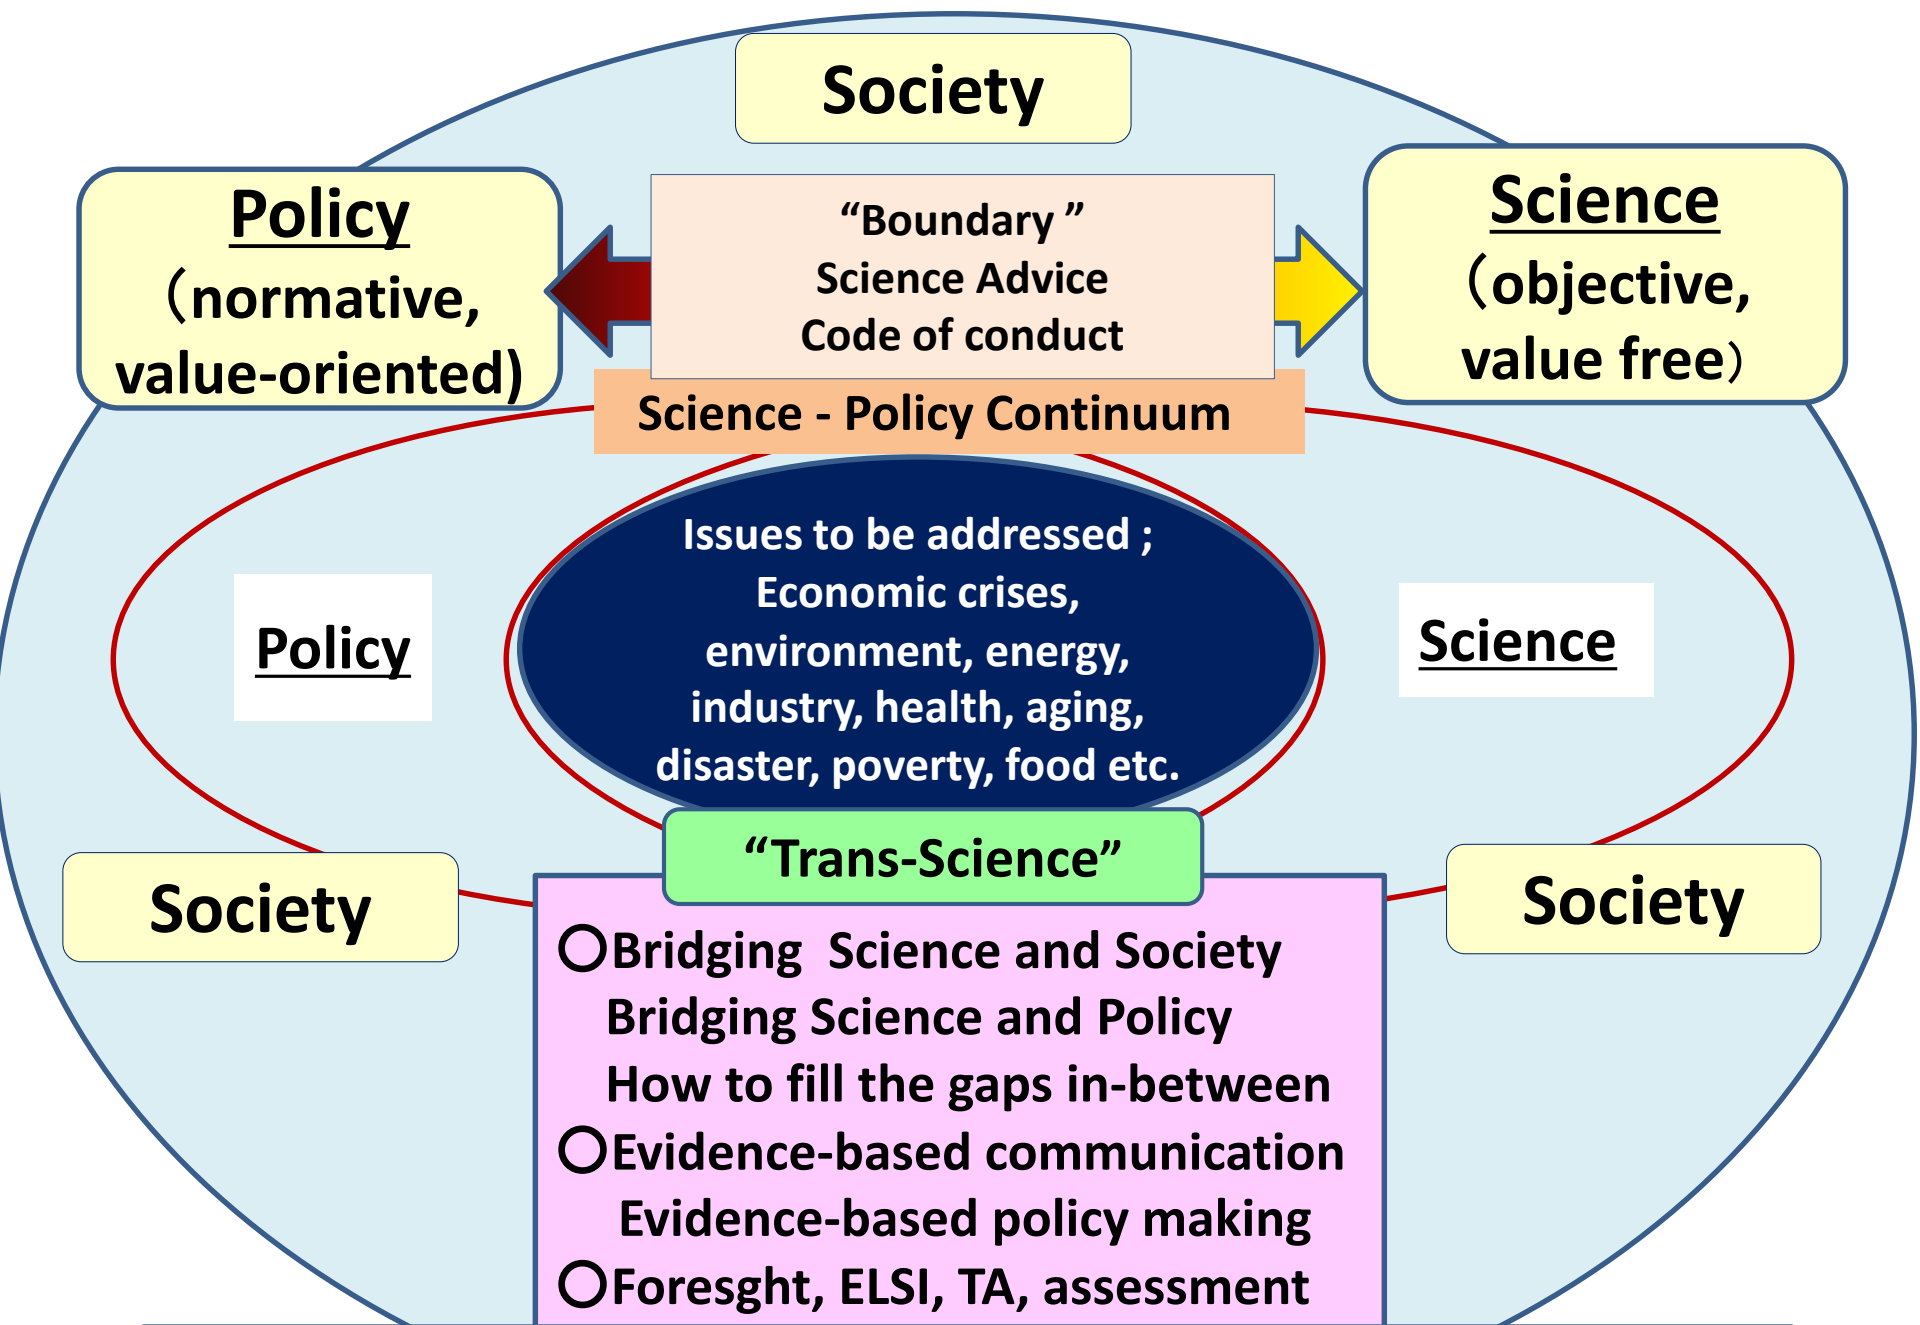 Society
Policy
（normative,
value-oriented)
“Boundary ”
Science Advice
Code of conduct
Science
（objective,
value free）
Science - Policy Continuum
Issues to be addressed ;
Economic crises,
environment, energy,
industry, health, aging,
disaster, poverty, food etc.
Policy
Science
“Trans-Science”
Society
Society
○Bridging  Science and Society
Bridging Science and Policy
How to fill the gaps in-between
○Evidence-based communication
Evidence-based policy making
○Foresght, ELSI, TA, assessment